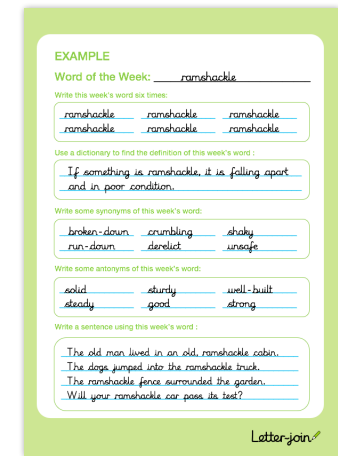 EXAMPLE
Word of the Week: ramshackle
Write this week's word six times:
ramshackle ramshackle ramshackle
ramshackle ramshackle ramshackle
Use a dictionary to find the definition of this week's word :
If something is ramshackle, it is falling apart
and in poor condition.
Write some synonyms of this week's word:
broken-down crumbling shaky
run-down derelict unsafe
Write some antonyms of this week's word:
solid sturdy well-built
steady good strong
Write a sentence using this week's word :
The old man lived in an old, ramshackle cabin.
The dogs jumped into the ramshackle truck.
The ramshackle fence surrounded the garden.
Will your ramshackle car pass its test?
Letter-join